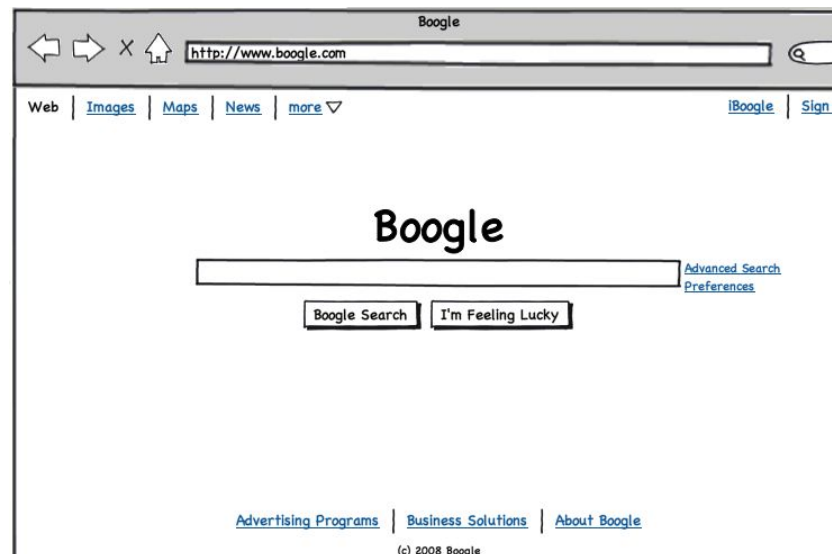 Boogle
http://www.boogle.com
Web Images Maps News more iBoogle Sign
Boogle
Advanced Search
Preferences
Boogle Search I'm Feeling Lucky
Advertising Programs Business Solutions About Boogle
(c) 2008 Boogle